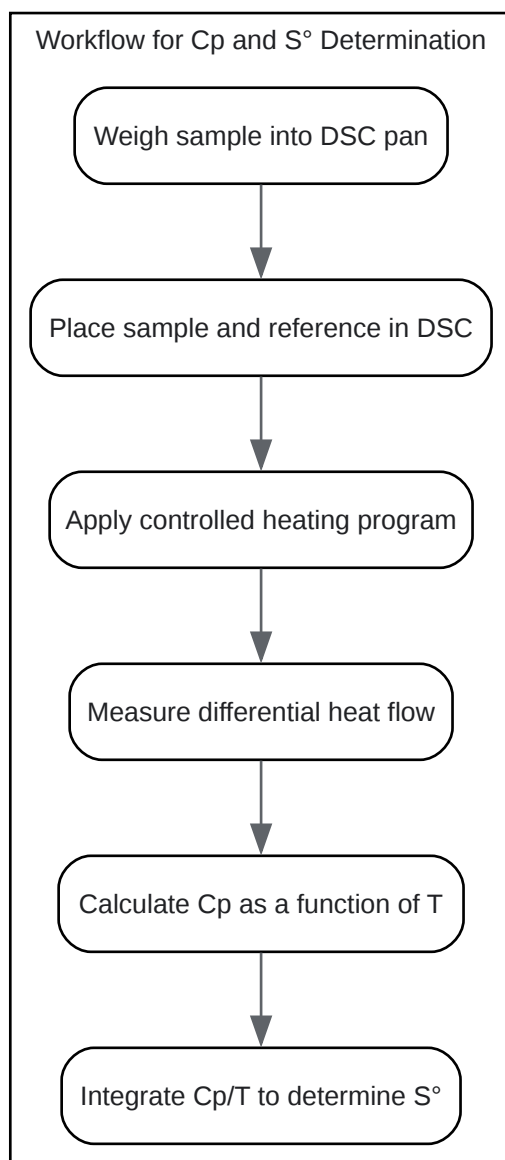 Workflow for Cp and S° Determination
Weigh sample into DSC pan
Place sample and reference in DSC
Apply controlled heating program
Measure differential heat flow
Calculate Cp as a function of T
Integrate Cp/T to determine S°